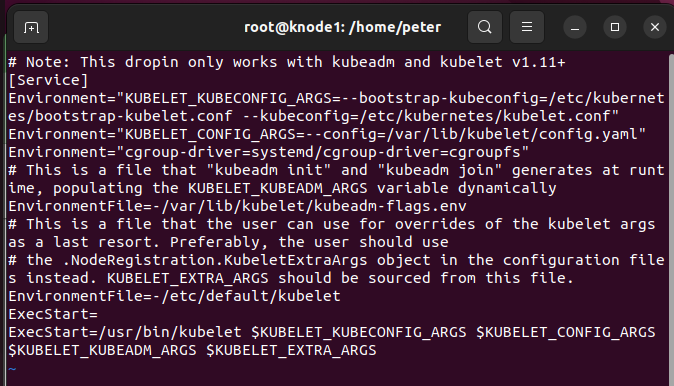 root@knode1: /home/peter
# Note: This dropin only works with kubeadm and kubelet v1.11+
[Service]
Environment="KUBELET_KUBECONFIG_ARGS=--bootstrap-kubeconfig=/etc/kubernet
es/bootstrap-kubelet.conf --kubeconfig=/etc/kubernetes/kubelet.conf"
Environment="KUBELET_CONFIG_ARGS=--config=/var/lib/kubelet/config.yaml"
Environment="cgroup-driver=systemd/cgroup-driver=cgroupfs"
# This is a file that "kubeadm init" and "kubeadm join" generates at runt
ime, populating the KUBELET_KUBEADM_ARGS variable dynamically
EnvironmentFile=-/var/lib/kubelet/kubeadm-flags.env
# This is a file that the user can use for overrides of the kubelet args
as a last resort. Preferably, the user should use
# the .NodeRegistration.KubeletExtraArgs object in the configuration file
s instead. KUBELET_EXTRA_ARGS should be sourced from this file.
EnvironmentFile=-/etc/default/kubelet
ExecStart=
ExecStart=/usr/bin/kubelet $KUBELET_KUBECONFIG_ARGS $KUBELET_CONFIG_ARGS
$KUBELET_KUBEADM_ARGS $KUBELET_EXTRA_ARGS
~